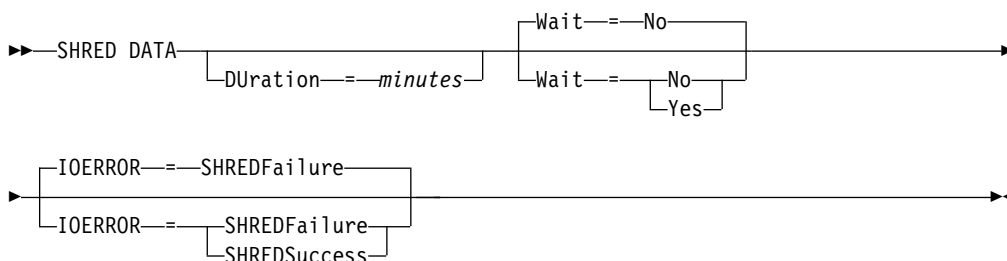 Wait = No
SHRED DATA
DUration = minutes
Wait = No
Yes
IOERROR = SHREDFailure
IOERROR = SHREDFailure
SHREDSuccess